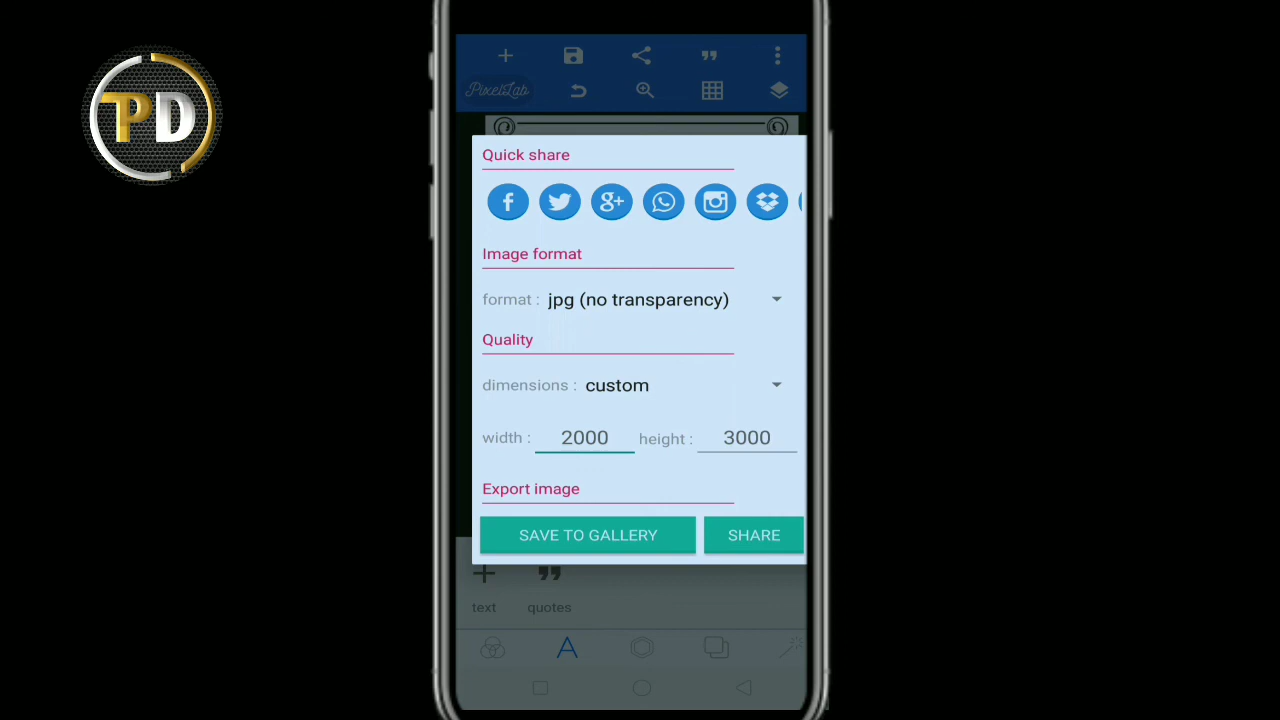 PD
PixelLab
Quick share
Image format
format : jpg (no transparency)
Quality
dimensions : custom
width : 2000 height : 3000
Export image
SAVE TO GALLERY SHARE
text quotes